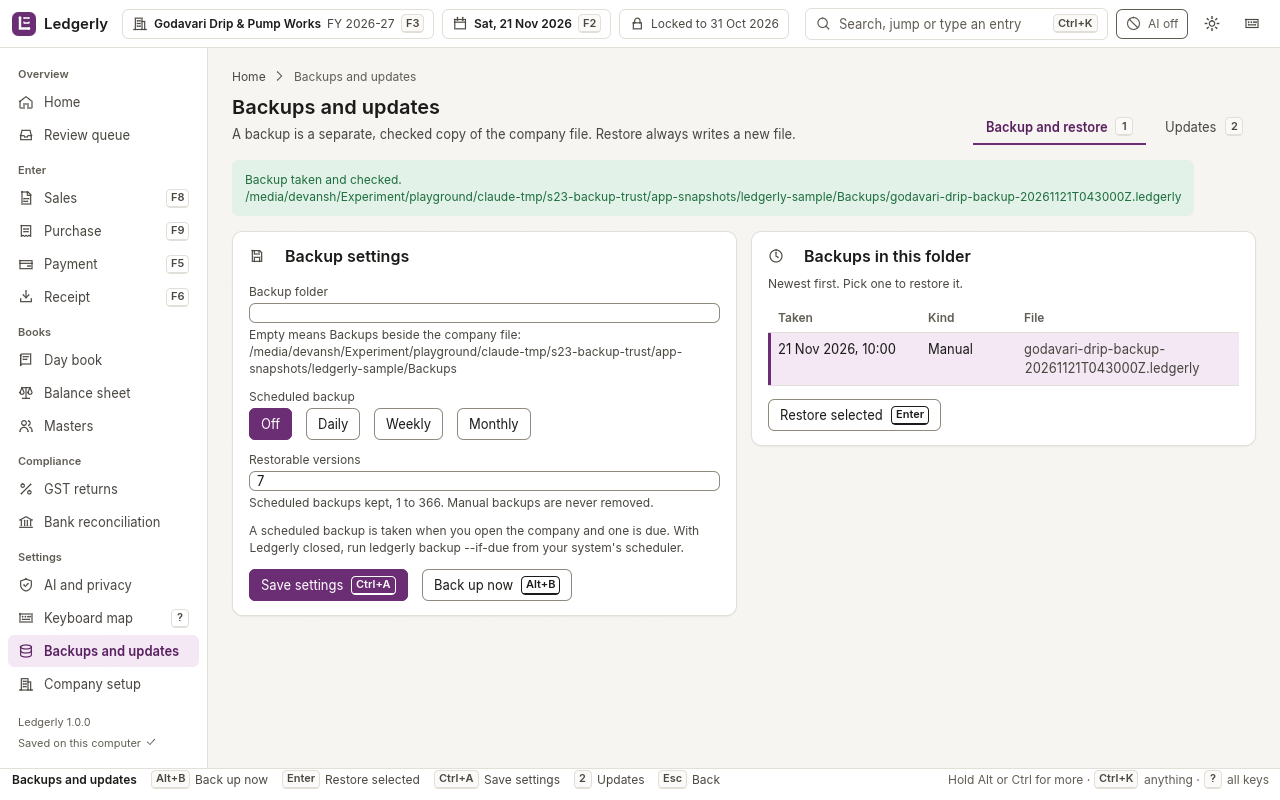 Ledgerly
Godavari Drip & Pump Works FY 2026-27 F3
Sat, 21 Nov 2026 F2
Locked to 31 Oct 2026
Search, jump or type an entry Ctrl+K
AI off
Overview
Home
Review queue
Enter
Sales F8
Purchase F9
Payment F5
Receipt F6
Books
Day book
Balance sheet
Masters
Compliance
GST returns
Bank reconciliation
Settings
AI and privacy
Keyboard map ?
Backups and updates
Company setup
Ledgerly 1.0.0
Saved on this computer
Home > Backups and updates
Backups and updates
A backup is a separate, checked copy of the company file. Restore always writes a new file.
Backup and restore 1
Updates 2
Backup taken and checked.
/media/devansh/Experiment/playground/claude-tmp/s23-backup-trust/app-snapshots/ledgerly-sample/Backups/godavari-drip-backup-20261121T043000Z.ledgerly
Backup settings
Backup folder
Empty means Backups beside the company file:
/media/devansh/Experiment/playground/claude-tmp/s23-backup-trust/app-
snapshots/ledgerly-sample/Backups
Scheduled backup
Off Daily Weekly Monthly
Restorable versions
7
Scheduled backups kept, 1 to 366. Manual backups are never removed.
A scheduled backup is taken when you open the company and one is due. With
Ledgerly closed, run ledgerly backup --if-due from your system's scheduler.
Save settings Ctrl+A
Back up now Alt+B
Backups in this folder
Newest first. Pick one to restore it.
Taken Kind File
21 Nov 2026, 10:00 Manual godavari-drip-backup-
20261121T043000Z.ledgerly
Restore selected Enter
Backups and updates Alt+B Back up now Enter Restore selected Ctrl+A Save settings 2 Updates Esc Back
Hold Alt or Ctrl for more · Ctrl+K anything · ? all keys